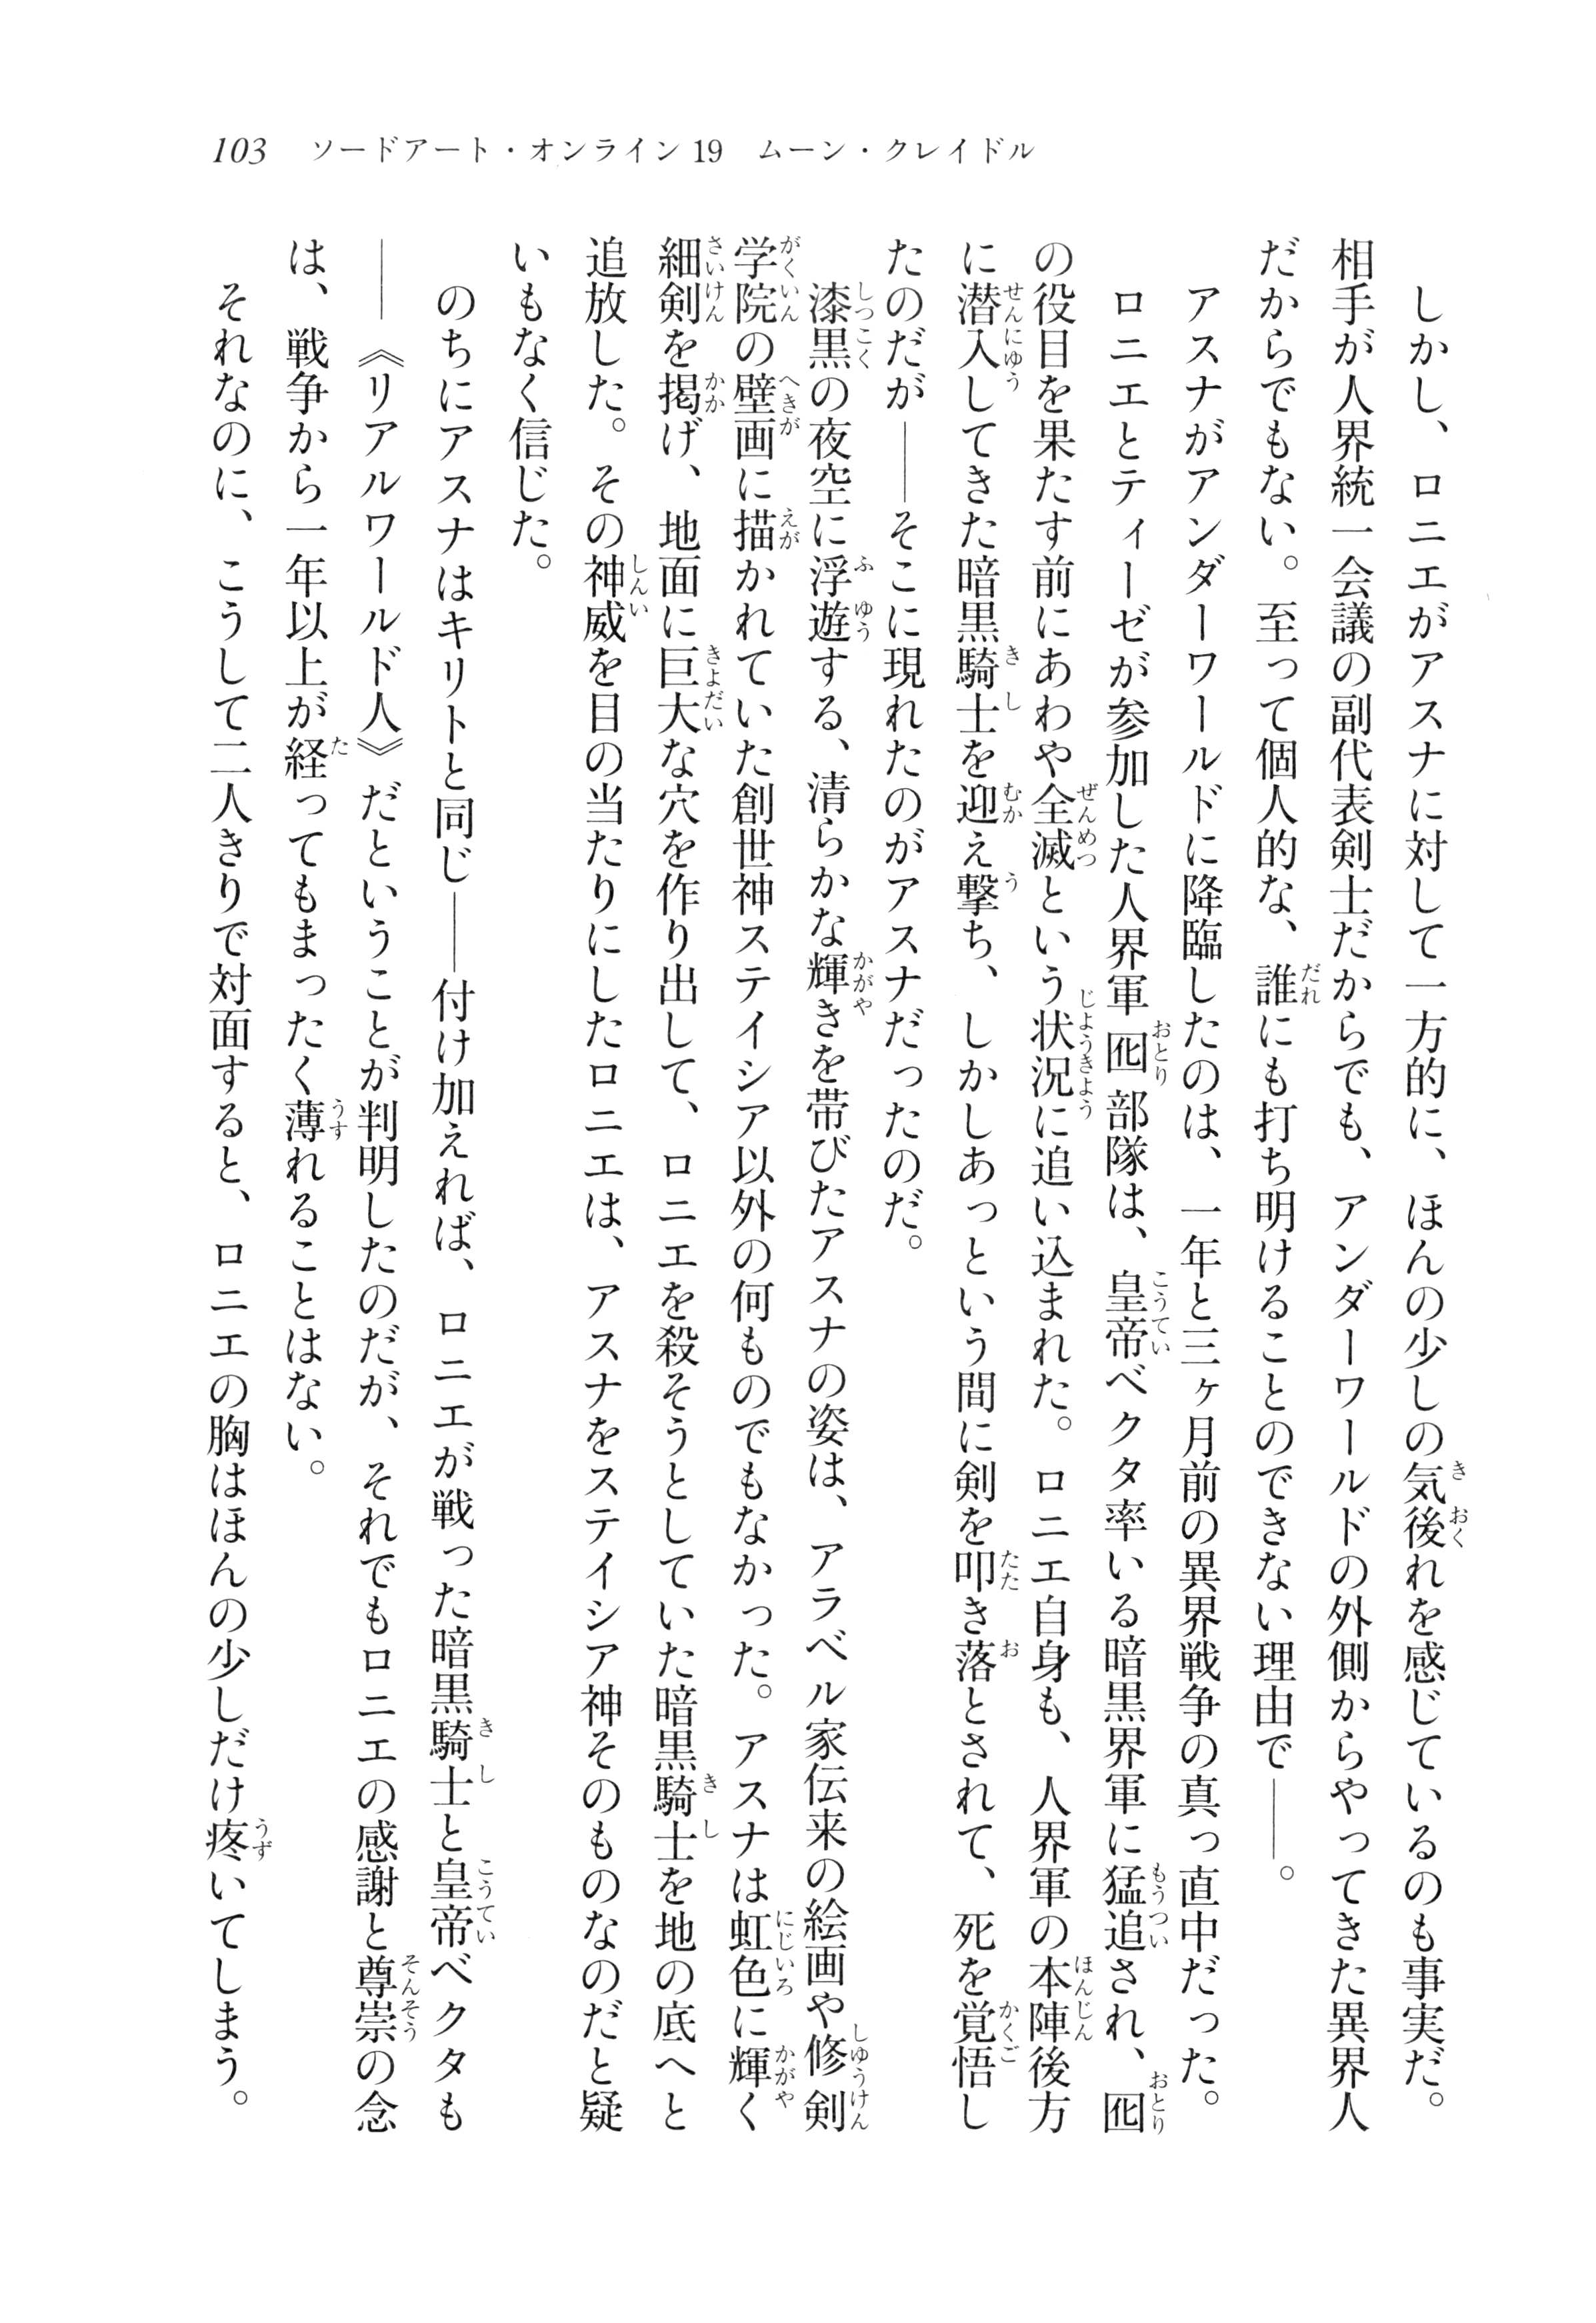 103　ソードアート・オンライン19　ムーン・クレイドル
しかし、ロニエがアスナに対して一方的に、ほんの少しの気後れを感じているのも事実だ。
相手が人界統一会議の副代表剣士だからでも、アンダーワールドの外側からやってきた異界人
だからでもない。至って個人的な、誰にも打ち明けることのできない理由で――。
アスナがアンダーワールドに降臨したのは、一年と三ヶ月前の異界戦争の真っ直中だった。
ロニエとティーゼが参加した人界軍囮部隊は、皇帝ベクタ率いる暗黒界軍に猛追され、囮
の役目を果たす前にあわや全滅という状況に追い込まれた。ロニエ自身も、人界軍の本陣後方
に潜入してきた暗黒騎士を迎え撃ち、しかしあっという間に剣を叩き落とされて、死を覚悟し
たのだが――そこに現れたのがアスナだったのだ。
漆黒の夜空に浮遊する、清らかな輝きを帯びたアスナの姿は、アラベル家伝来の絵画や修剣
学院の壁画に描かれていた創世神ステイシア以外の何ものでもなかった。アスナは虹色に輝く
細剣を掲げ、地面に巨大な穴を作り出して、ロニエを殺そうとしていた暗黒騎士を地の底へと
追放した。その神威を目の当たりにしたロニエは、アスナをステイシア神そのものなのだと疑
いもなく信じた。
のちにアスナはキリトと同じ――付け加えれば、ロニエが戦った暗黒騎士と皇帝ベクタも
――《リアルワールド人》だということが判明したのだが、それでもロニエの感謝と尊崇の念
は、戦争から一年以上が経ってもまったく薄れることはない。
それなのに、こうして二人きりで対面すると、ロニエの胸はほんの少しだけ疼いてしまう。